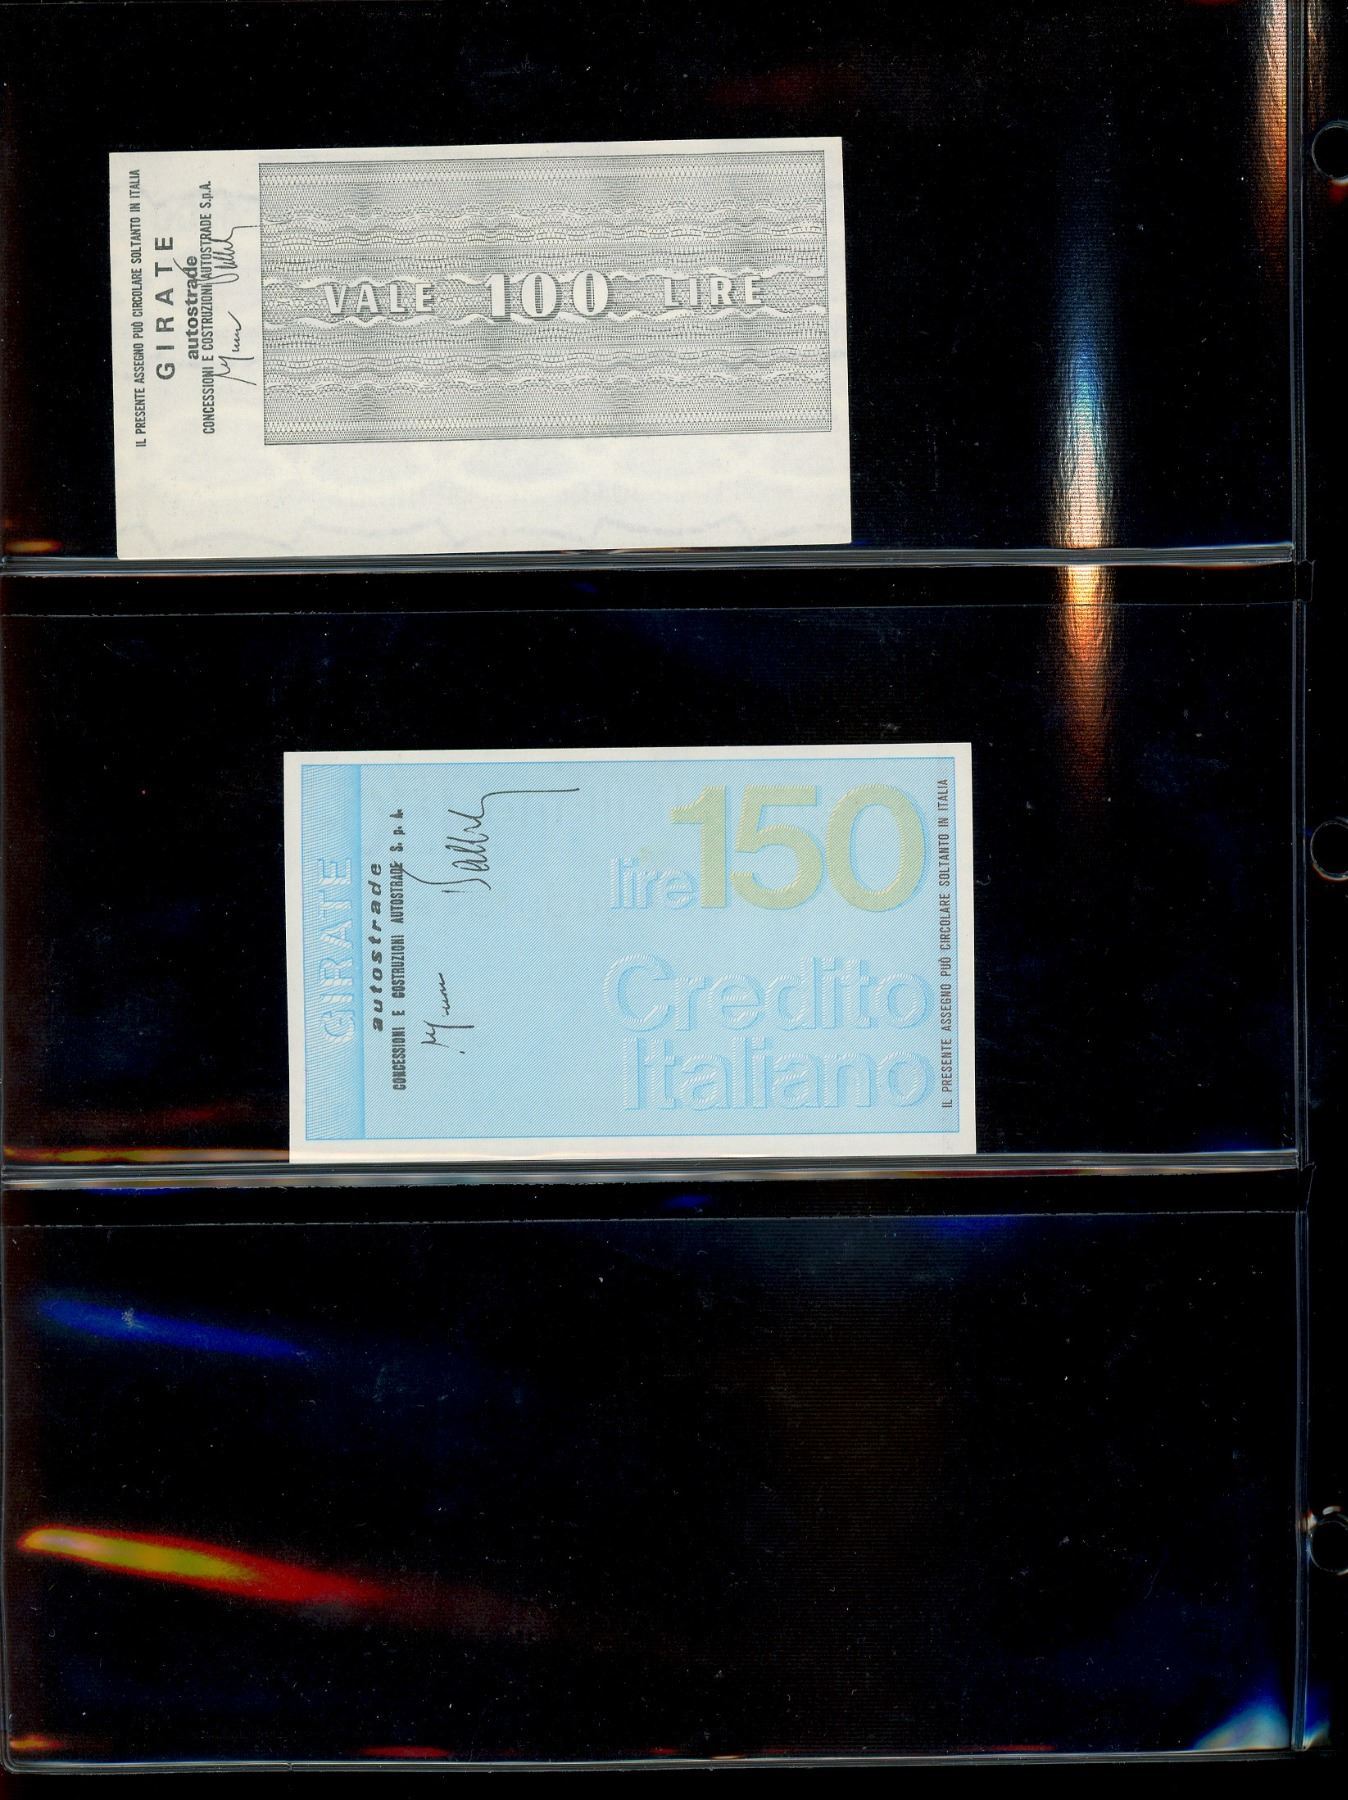 IL PRESENTE ASSEGNO PUÒ CIRCOLARE SOLTANTO IN ITALIA
GIRATE
autostrade
CONCESSIONI E COSTRUZIONI AUTOSTRADE S.p.A.
VALE 100 LIRE
GIRATE
autostrade
CONCESSIONI E COSTRUZIONI AUTOSTRADE S. p. A.
lire 150
Credito
Italiano
IL PRESENTE ASSEGNO PUÒ CIRCOLARE SOLTANTO IN ITALIA